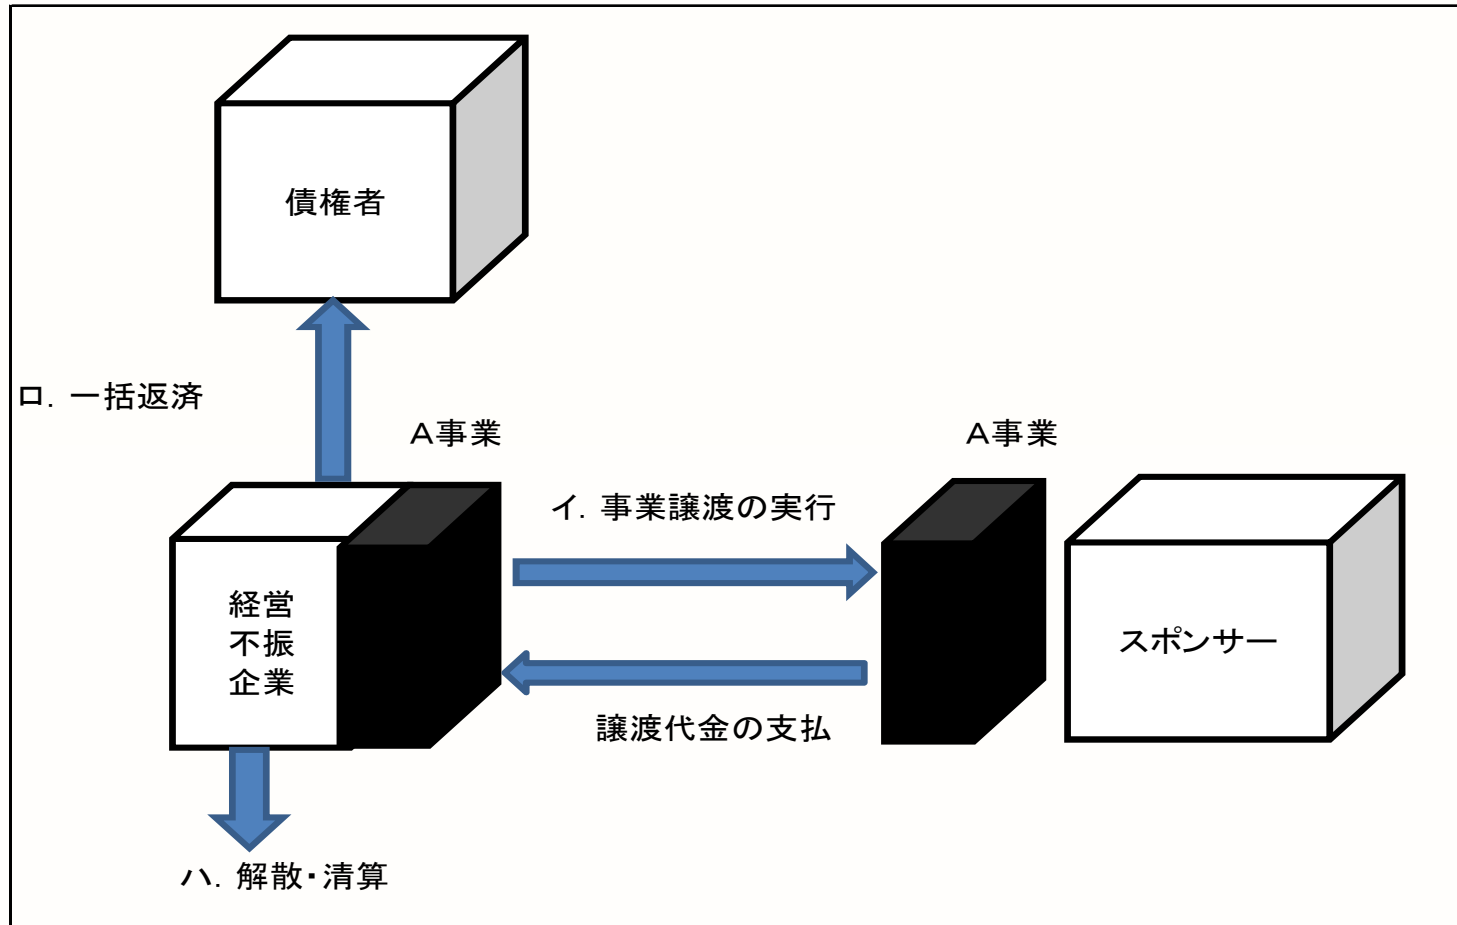 債権者
ロ．一括返済
Ａ事業
Ａ事業
イ．事業譲渡の実行
経営
不振
企業
スポンサー
譲渡代金の支払
ハ．解散・清算